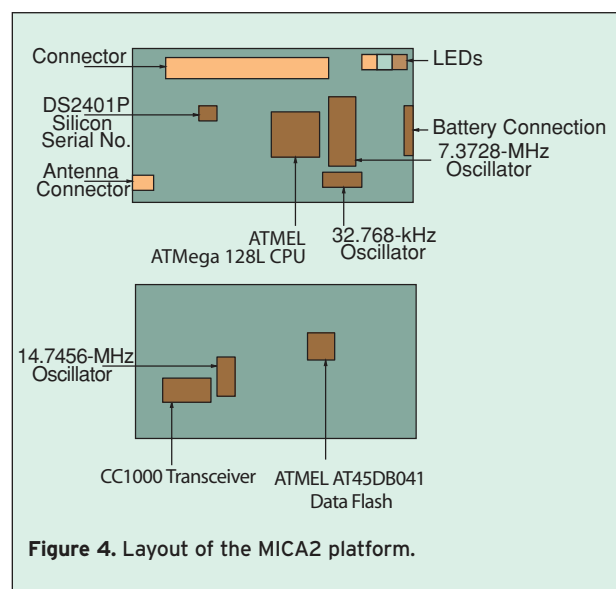 Connector
LEDs
DS2401P
Silicon
Serial No.
Battery Connection
7.3728-MHz
Oscillator
Antenna
Connector
ATMEL
ATMega 128L CPU
32.768-kHz
Oscillator
14.7456-MHz
Oscillator
CC1000 Transceiver
ATMEL AT45DB041
Data Flash
Figure 4. Layout of the MICA2 platform.